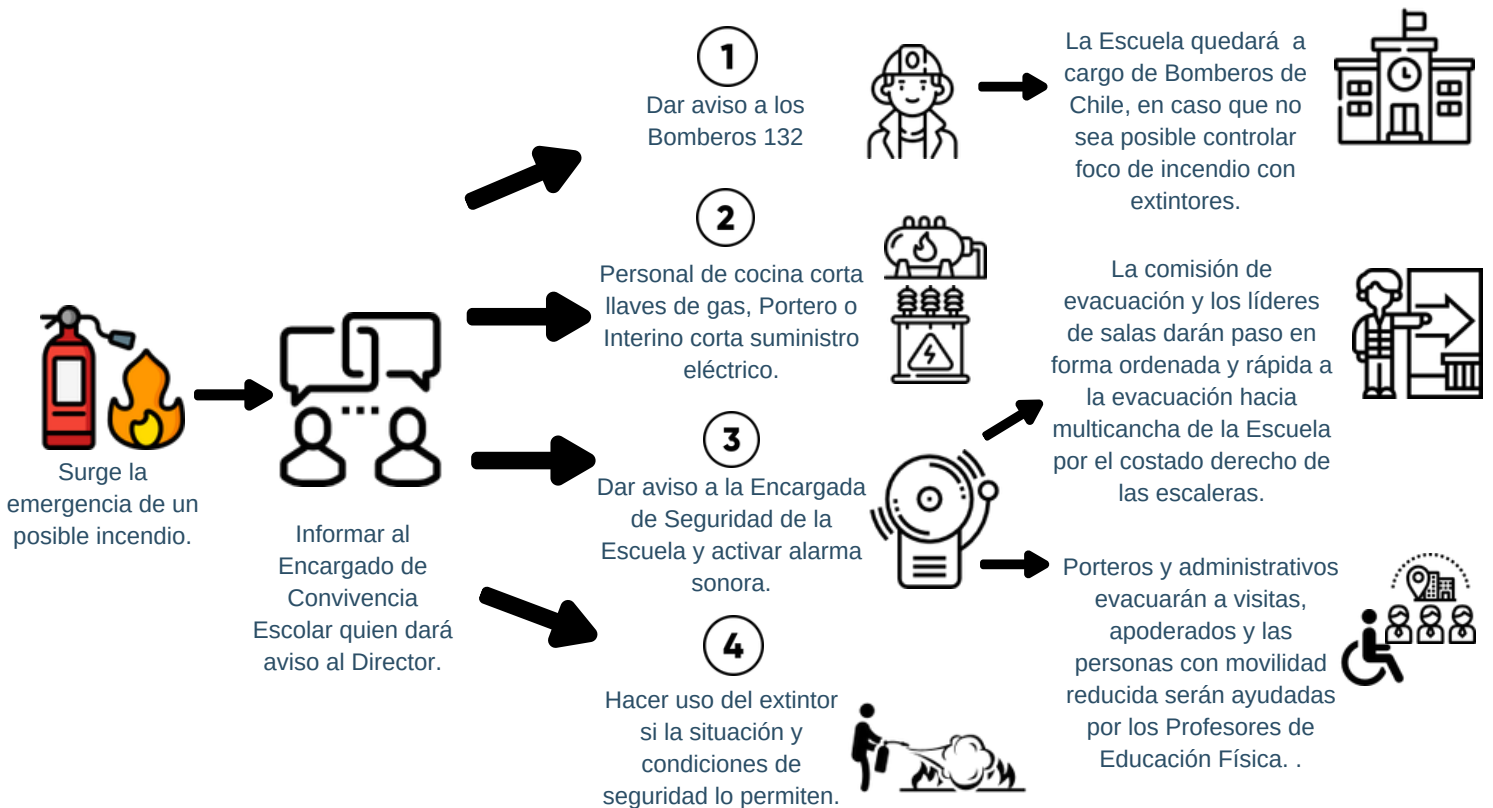 Surge la
emergencia de un
posible incendio.
Informar al
Encargado de
Convivencia
Escolar quien dará
aviso al Director.
1
Dar aviso a los
Bomberos 132
La Escuela quedará a
cargo de Bomberos de
Chile, en caso que no
sea posible controlar
foco de incendio con
extintores.
2
Personal de cocina corta
llaves de gas, Portero o
Interino corta suministro
eléctrico.
3
Dar aviso a la Encargada
de Seguridad de la
Escuela y activar alarma
sonora.
La comisión de
evacuación y los líderes
de salas darán paso en
forma ordenada y rápida a
la evacuación hacia
multicancha de la Escuela
por el costado derecho de
las escaleras.
Porteros y administrativos
evacuarán a visitas,
apoderados y las
personas con movilidad
reducida serán ayudadas
por los Profesores de
Educación Física. .
4
Hacer uso del extintor
si la situación y
condiciones de
seguridad lo permiten.